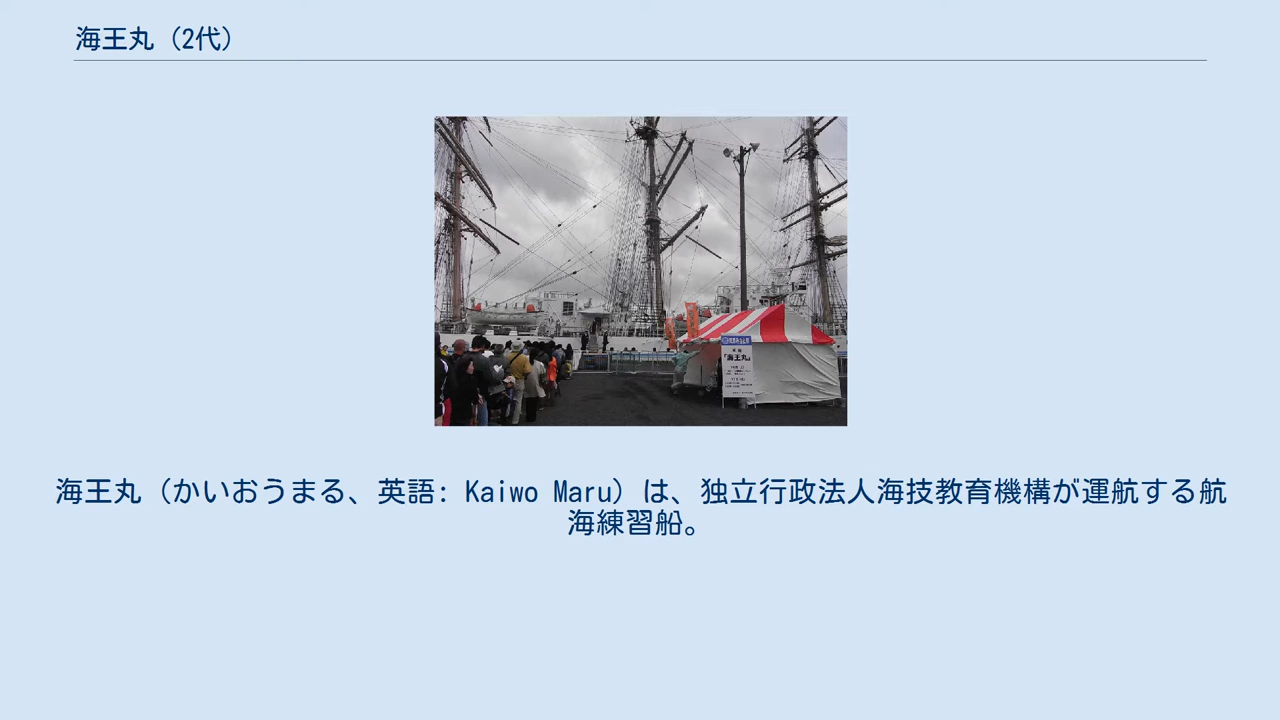 海王丸（2代）
『海王丸』
海王丸（かいおうまる、英語: Kaiwo Maru）は、独立行政法人海技教育機構が運航する航
海練習船。